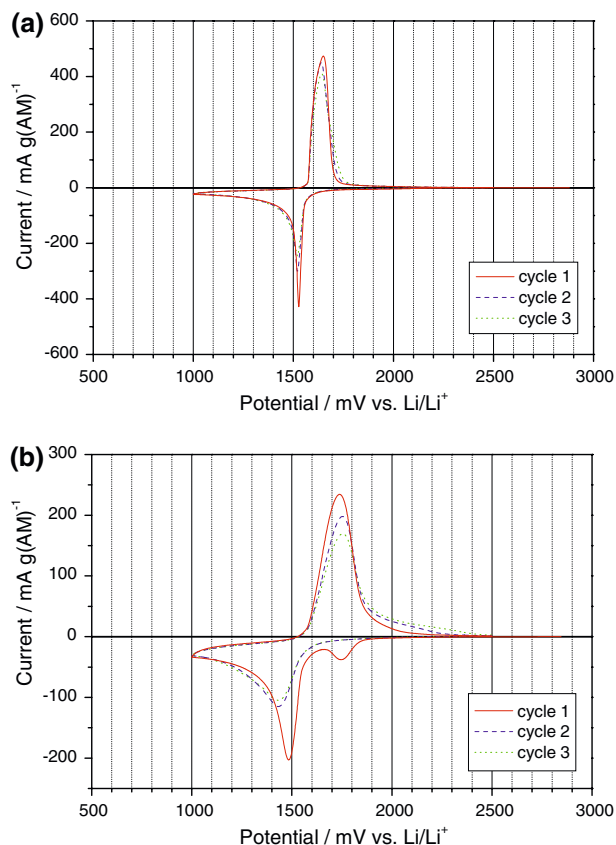 (a)
600
400
200
0
-200
-400
-600
Current / mA g(AM)⁻¹
cycle 1
cycle 2
cycle 3
500 1000 1500 2000 2500 3000
Potential / mV vs. Li/Li⁺
(b)
300
200
100
0
-100
-200
Current / mA g(AM)⁻¹
cycle 1
cycle 2
cycle 3
500 1000 1500 2000 2500 3000
Potential / mV vs. Li/Li⁺